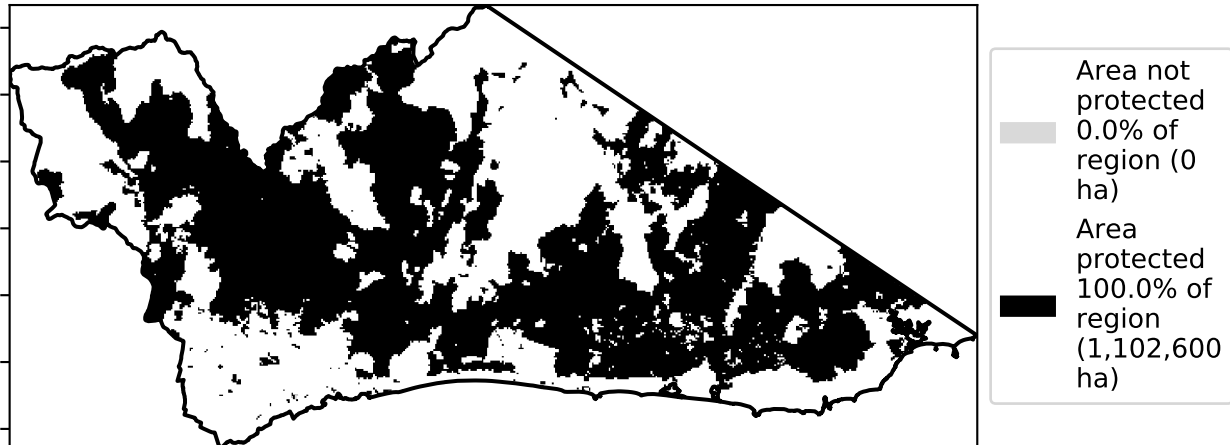 Area not
protected
0.0% of
region (0
ha)
Area
protected
100.0% of
region
(1,102,600
ha)